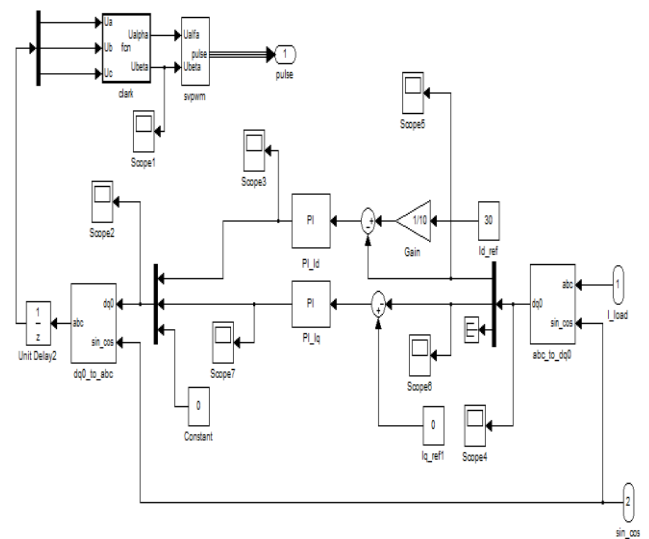 Ua
Ub
Uc
Ualpha
fcn
Ubeta
clark
Ualfa
pulse
Ubeta
svpwm
1
pulse
Scope1
Scope5
Scope3
Scope2
PI
PI_Id
+
-
1/10
Gain
30
Id_ref
1
z
Unit Delay2
abc
dq0
sin_cos
dq0_to_abc
Scope7
PI
PI_Iq
-
+
Scope6
abc
dq0
sin_cos
abc_to_dq0
1
I_load
0
Constant
0
Iq_ref1
Scope4
2
sin_cos